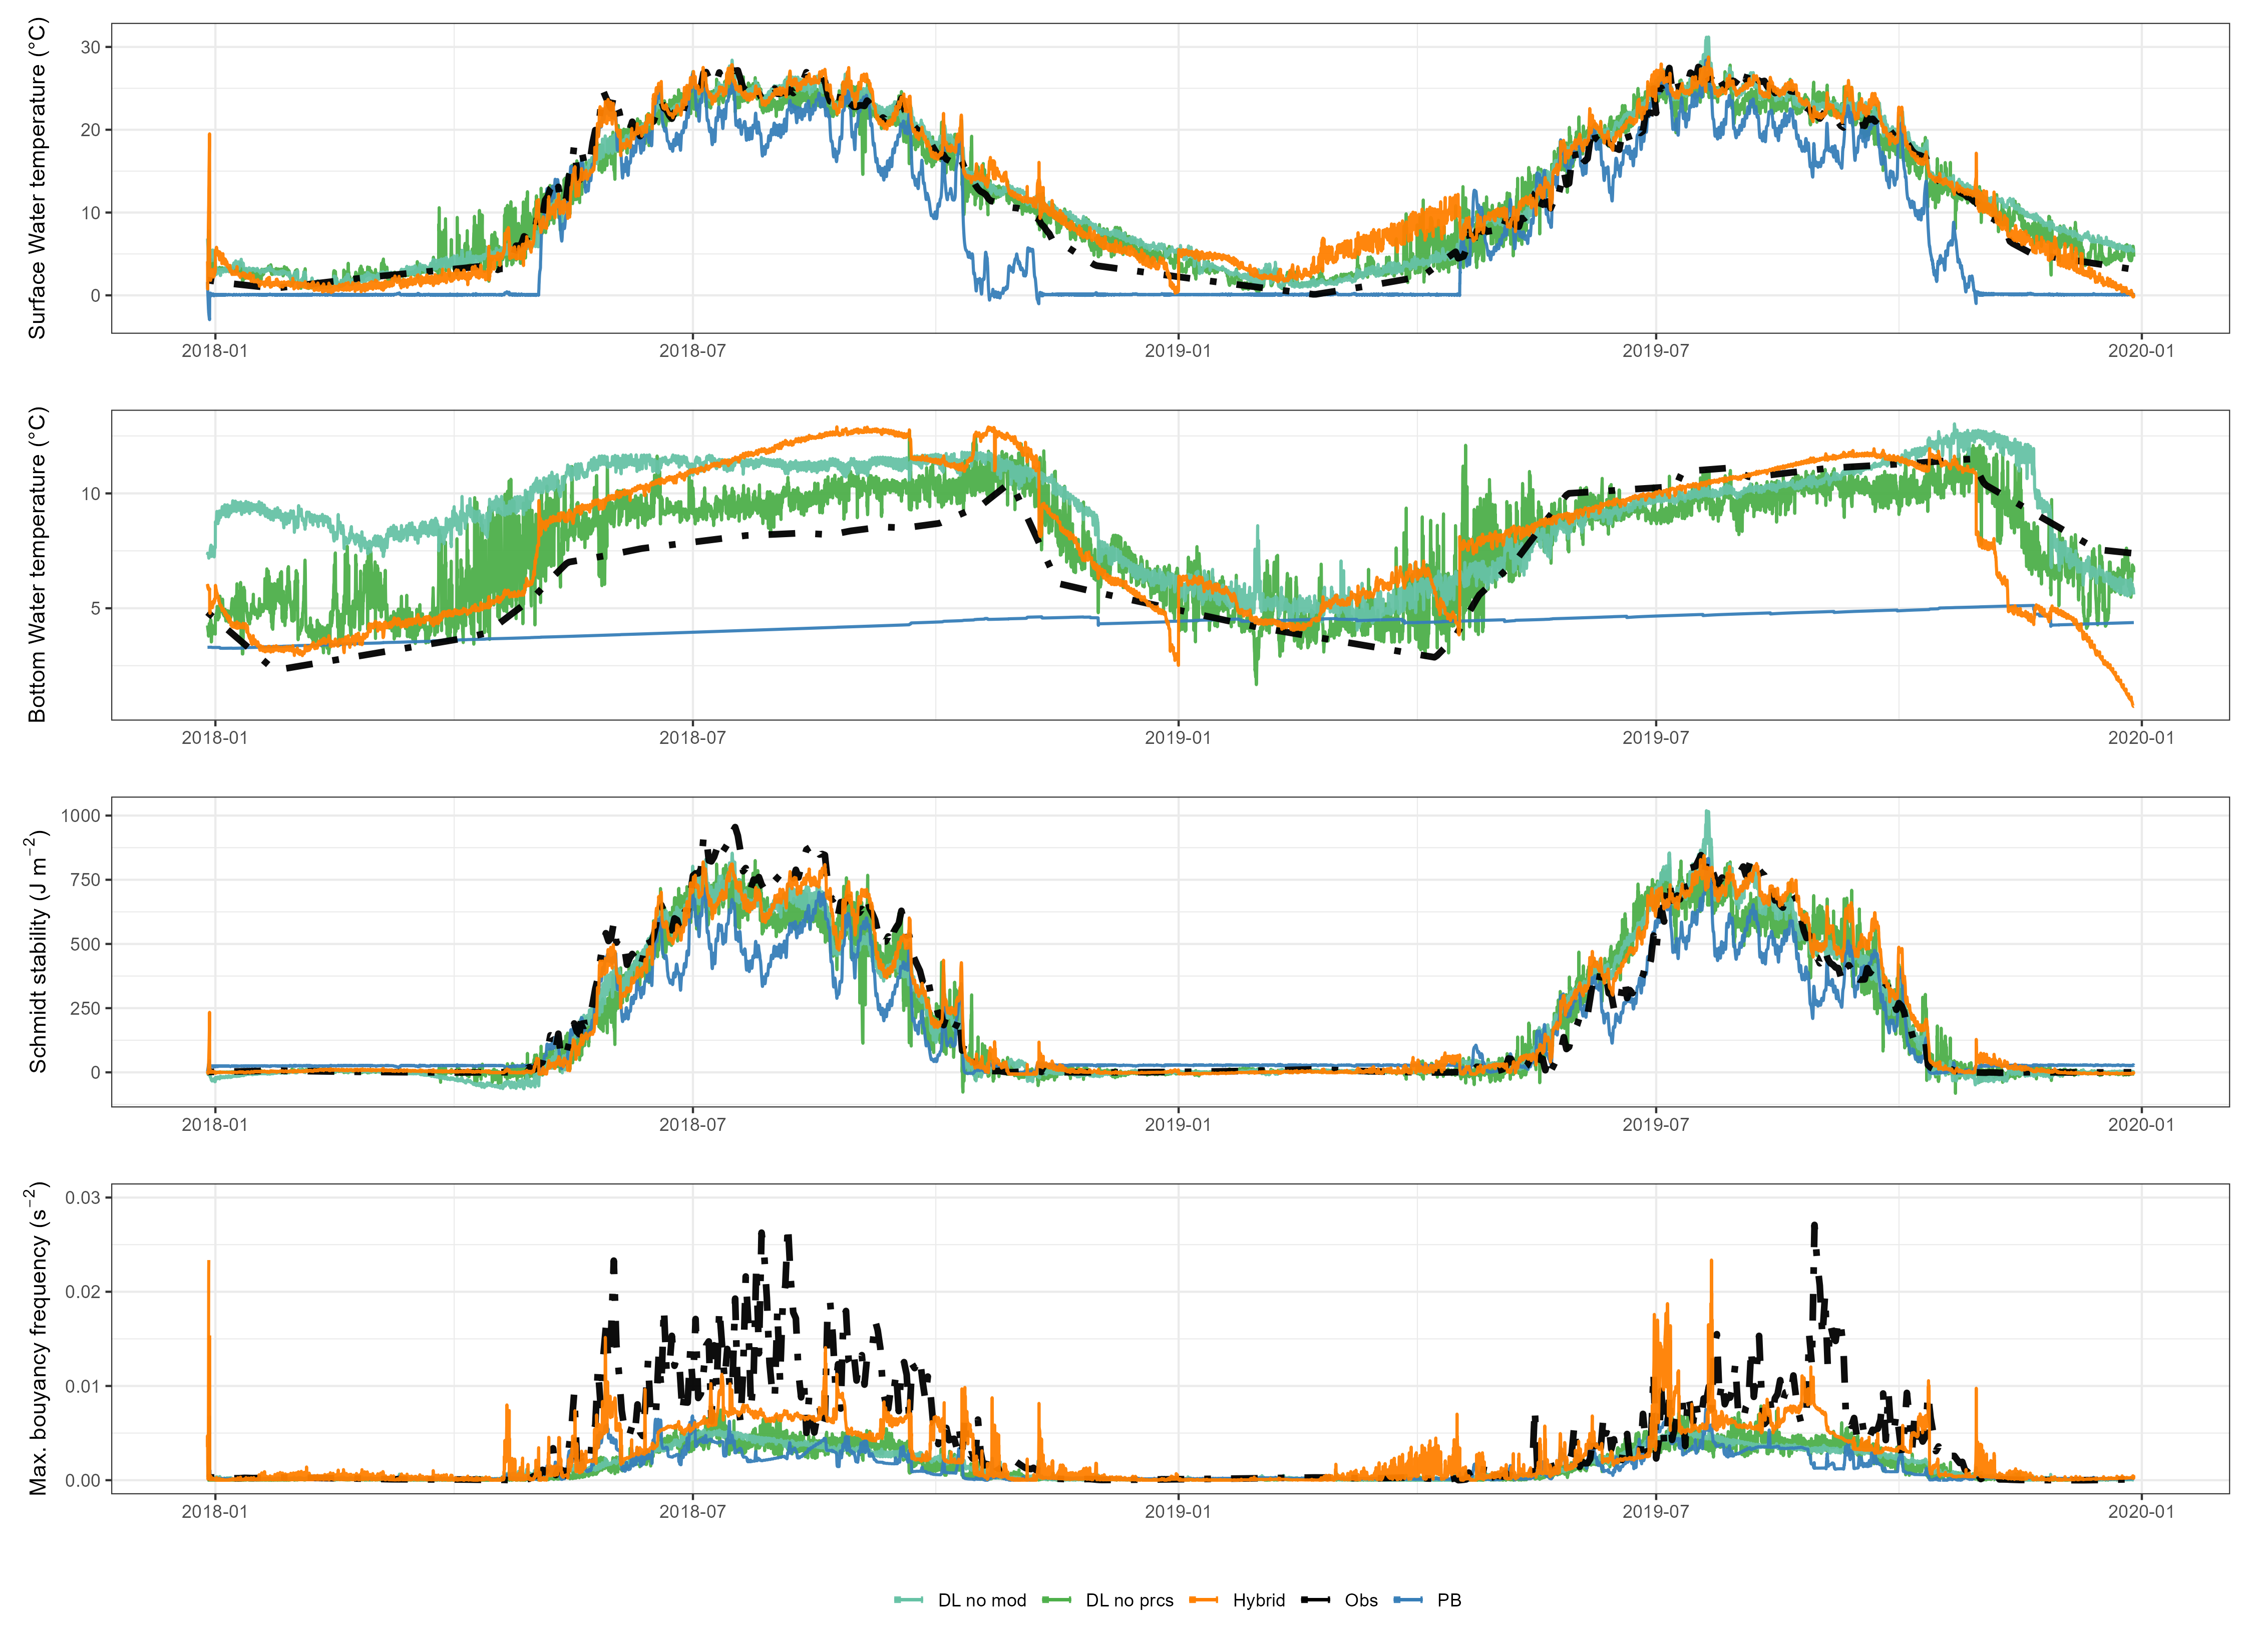 Surface Water temperature (°C)
30
20
10
0
2018-01 2018-07 2019-01 2019-07 2020-01
Bottom Water temperature (°C)
10
5
2018-01 2018-07 2019-01 2019-07 2020-01
Schmidt stability (J m⁻²)
1000
750
500
250
0
2018-01 2018-07 2019-01 2019-07 2020-01
Max. bouyancy frequency (s⁻²)
0.03
0.02
0.01
0.00
2018-01 2018-07 2019-01 2019-07 2020-01
DL no mod DL no prcs Hybrid Obs PB